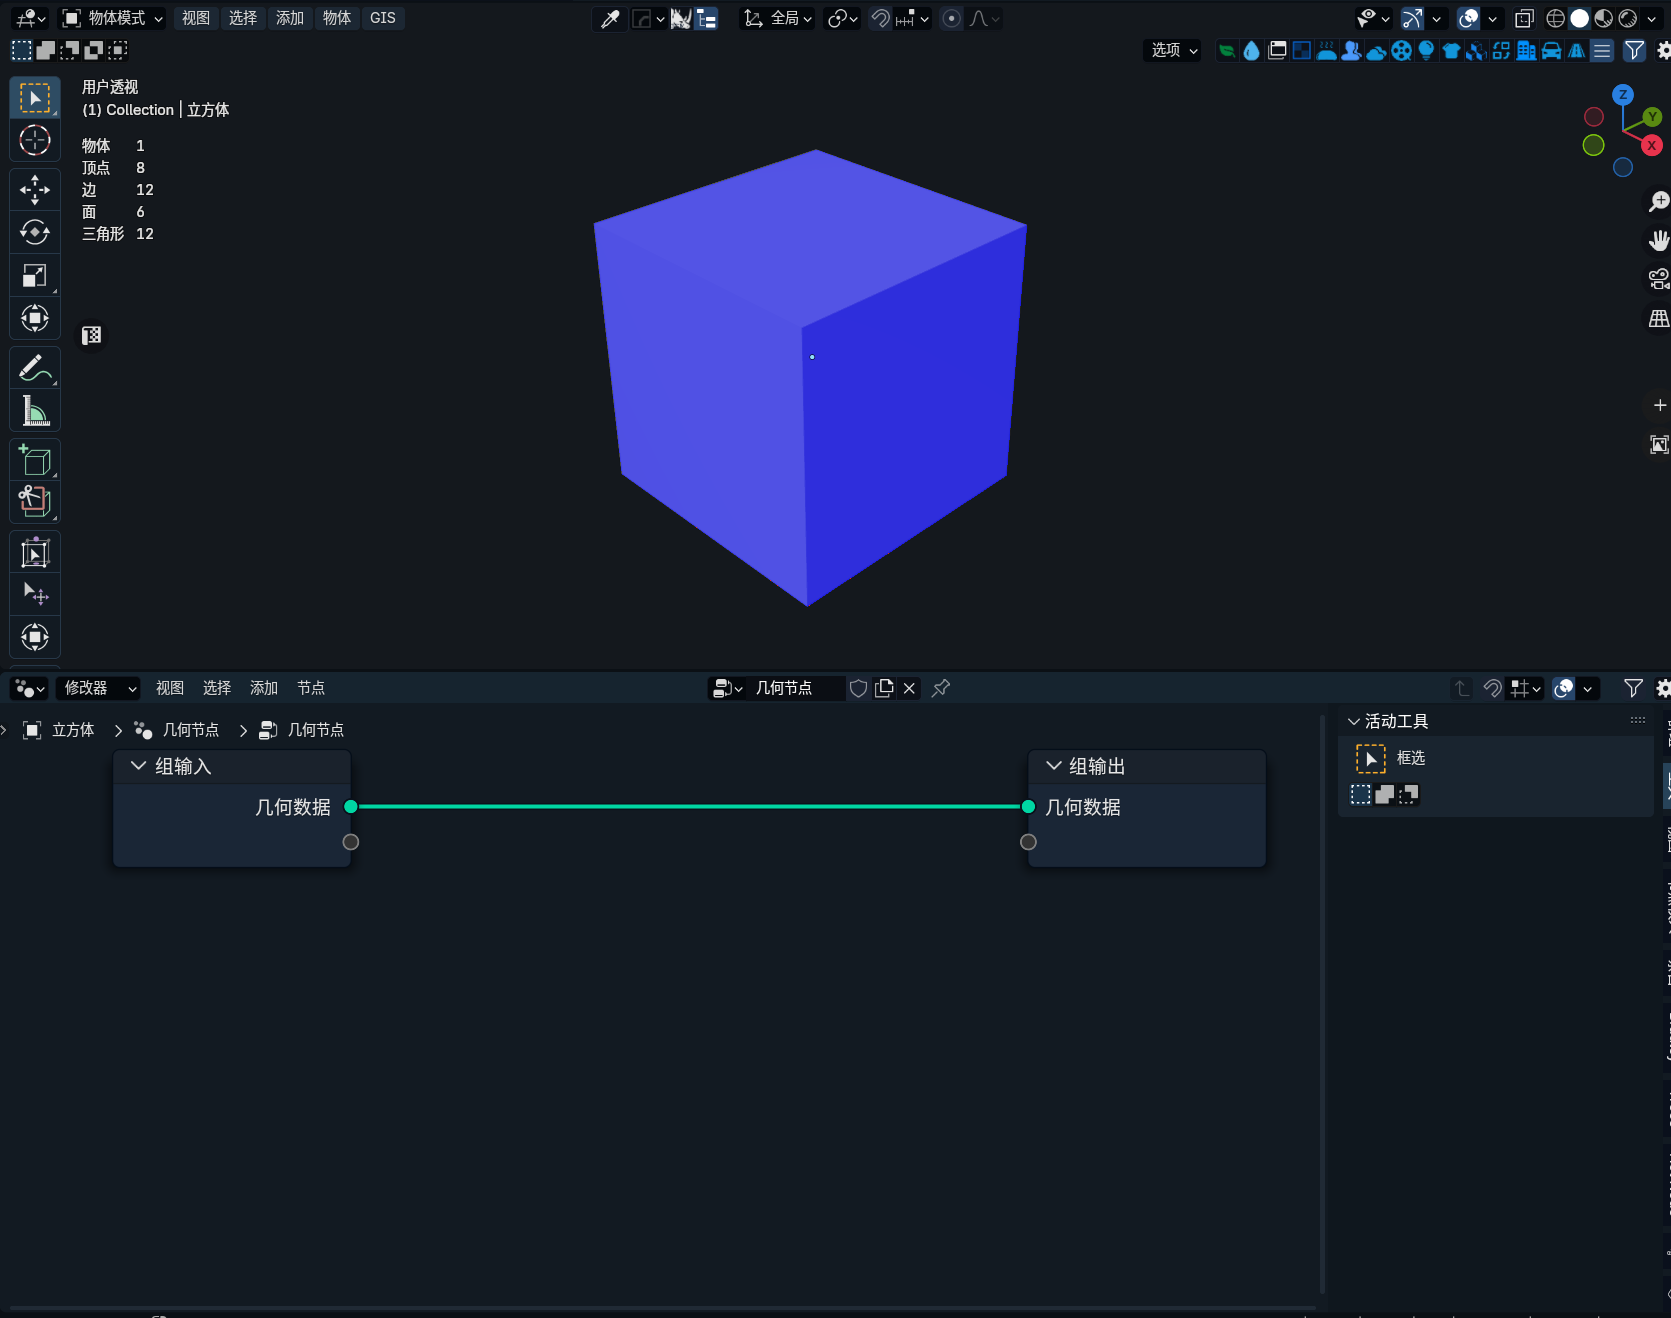 物体模式 视图 选择 添加 物体 GIS 全局
选项
用户透视
(1) Collection | 立方体
物体 1
顶点 8
边 12
面 6
三角形 12
Z
Y
X
修改器 视图 选择 添加 节点 几何节点
立方体 几何节点 几何节点
活动工具
框选
组输入
几何数据
组输出
几何数据